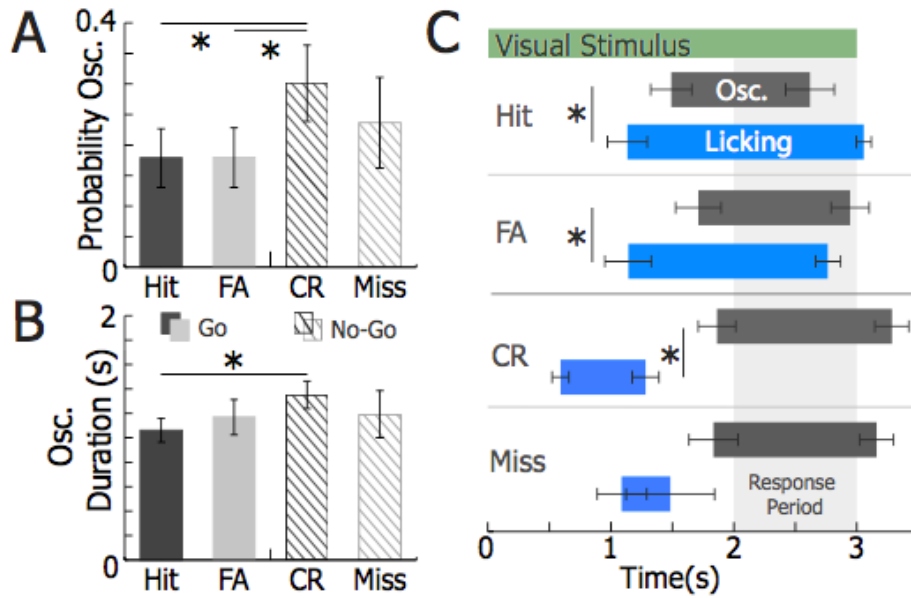 A
Probability Osc.
0.4
0
*
*
Hit FA CR Miss
B
Osc.
Duration (s)
2
0
Go
No-Go
*
Hit FA CR Miss
C
Visual Stimulus
Hit
*
Osc.
Licking
FA
*
CR
*
Miss
Response
Period
0 1 2 3
Time(s)